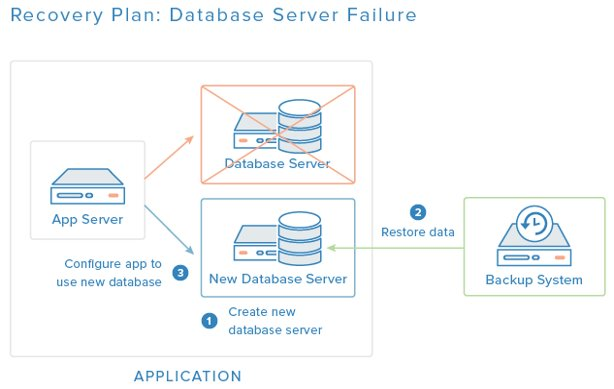 Recovery Plan: Database Server Failure
Database Server
App Server
2
Restore data
Configure app to
use new database
3
New Database Server
Backup System
1
Create new
database server
APPLICATION